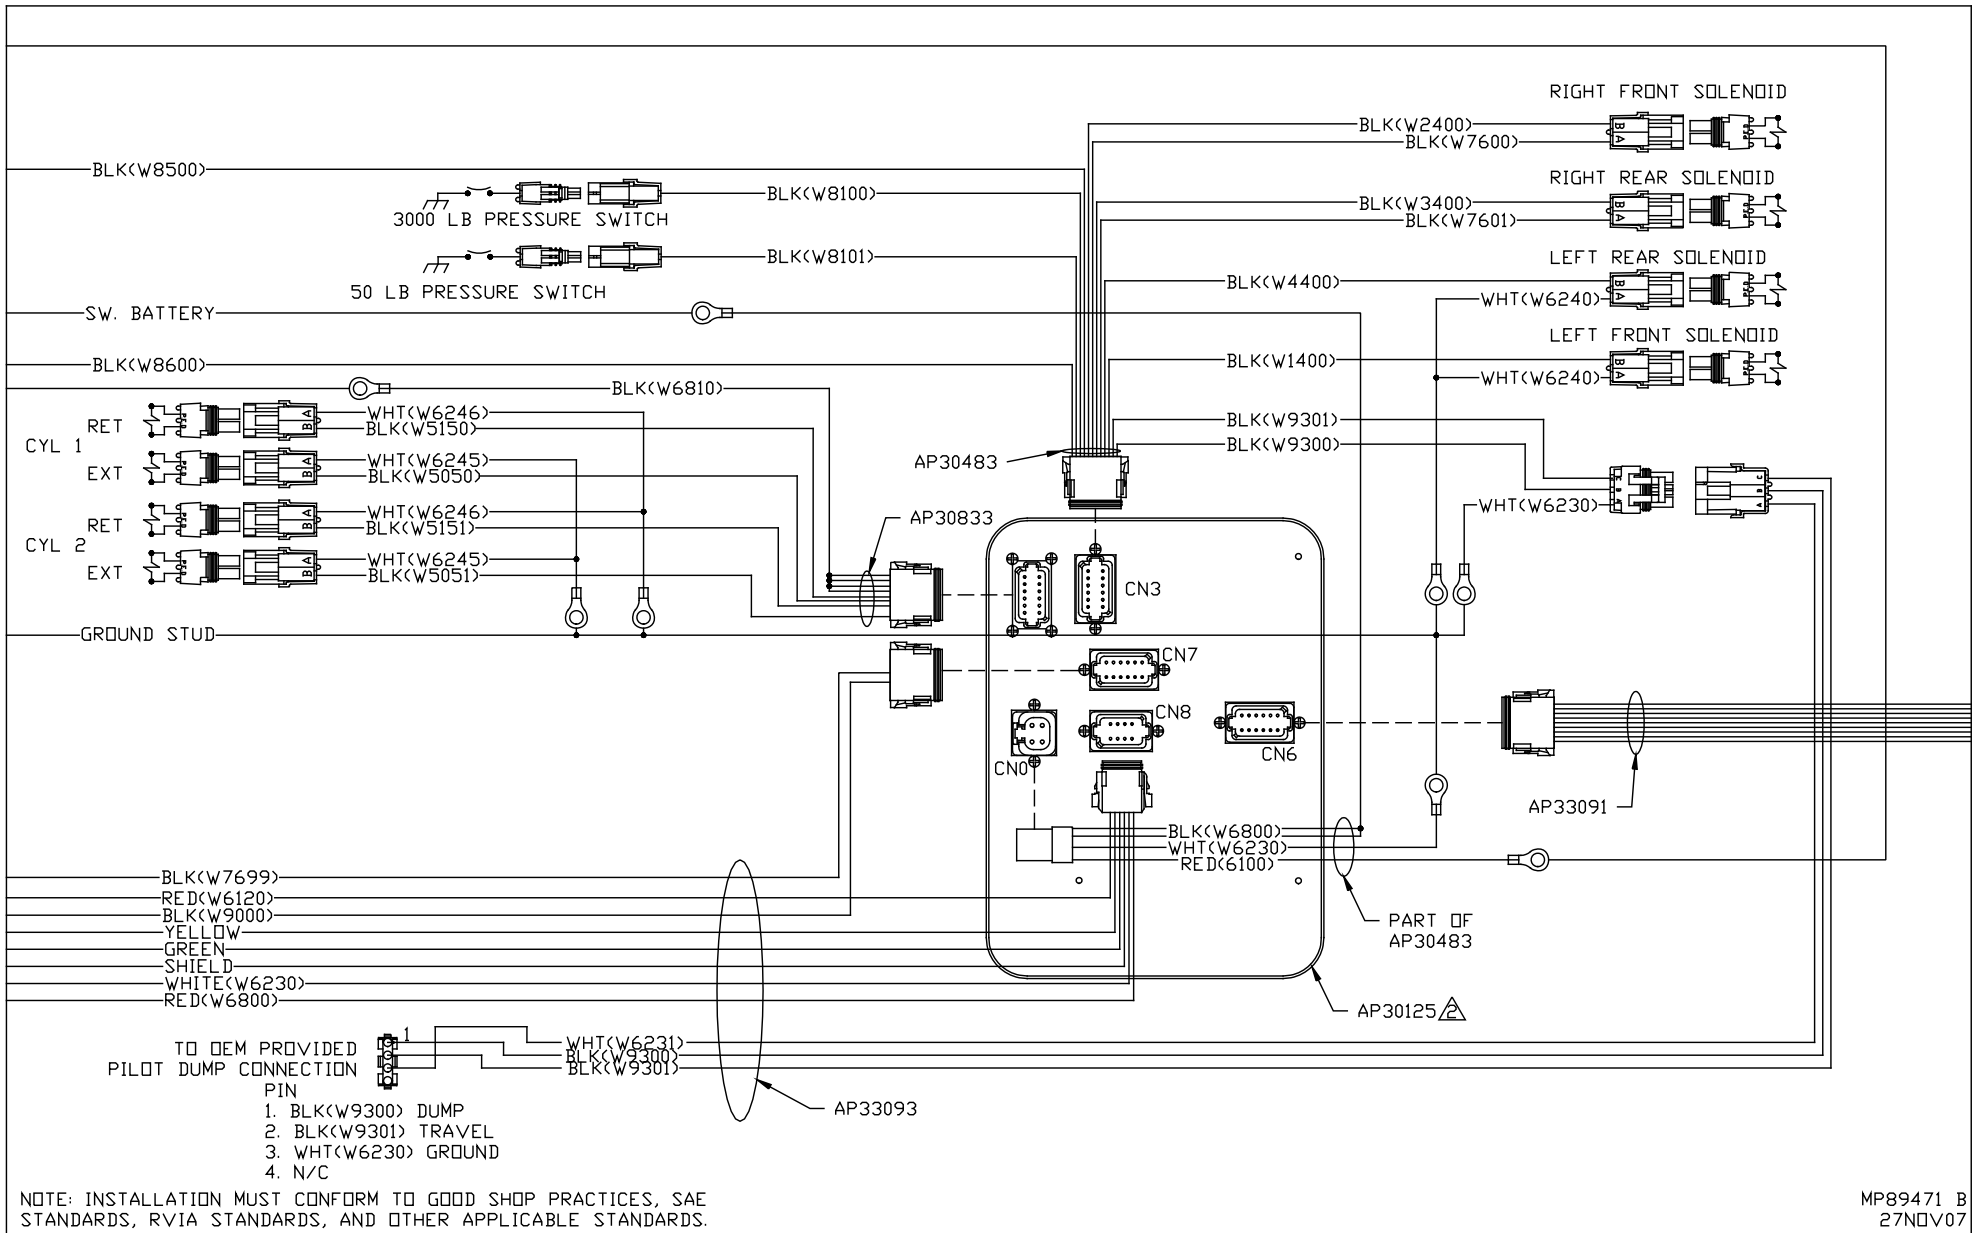 RIGHT FRONT SOLENOID
BLK(W2400)
B
A
BLK(W7600)
BLK(W8500)
RIGHT REAR SOLENOID
BLK(W8100)
BLK(W3400)
B
A
3000 LB PRESSURE SWITCH
BLK(W7601)
BLK(W8101)
LEFT REAR SOLENOID
BLK(W4400)
B
A
50 LB PRESSURE SWITCH
WHT(W6240)
SW. BATTERY
LEFT FRONT SOLENOID
BLK(W8600)
BLK(W1400)
B
A
WHT(W6240)
BLK(W6810)
CYL 1
RET
A
B
WHT(W6246)
BLK(W5150)
BLK(W9301)
BLK(W9300)
EXT
A
B
WHT(W6245)
BLK(W5050)
AP30483
C
B
A
C
B
A
WHT(W6230)
CYL 2
RET
A
B
WHT(W6246)
BLK(W5151)
AP30833
EXT
A
B
WHT(W6245)
BLK(W5051)
CN3
GROUND STUD
CN7
CN8
CN0
CN6
AP33091
BLK(W6800)
WHT(W6230)
RED(6100)
BLK(W7699)
RED(W6120)
BLK(W9000)
YELLOW
GREEN
SHIELD
WHITE(W6230)
RED(W6800)
PART OF
AP30483
AP30125 2
1
WHT(W6231)
BLK(W9300)
BLK(W9301)
TO OEM PROVIDED
PILOT DUMP CONNECTION
PIN
1. BLK(W9300) DUMP
2. BLK(W9301) TRAVEL
3. WHT(W6230) GROUND
4. N/C
AP33093
NOTE: INSTALLATION MUST CONFORM TO GOOD SHOP PRACTICES, SAE
STANDARDS, RVIA STANDARDS, AND OTHER APPLICABLE STANDARDS.
MP89471 B
27NOV07